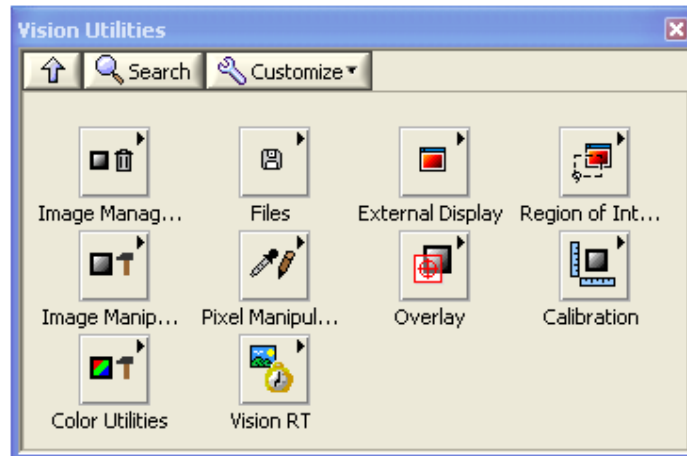 Vision Utilities
Search Customize
Image Manag... Files External Display Region of Int...
Image Manip... Pixel Manipul... Overlay Calibration
Color Utilities Vision RT